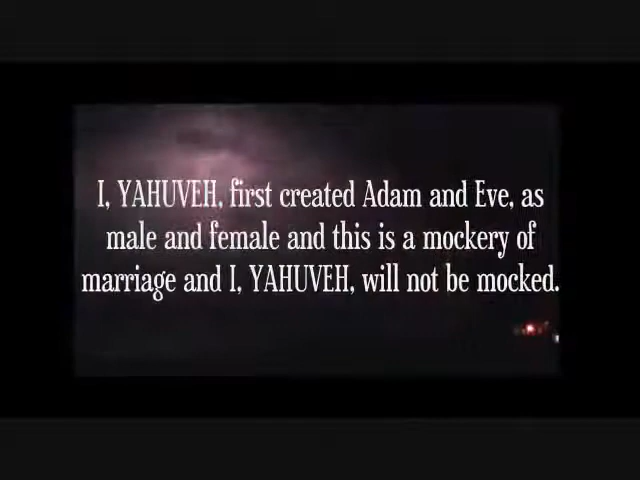 I, YAHUVEH, first created Adam and Eve, as
male and female and this is a mockery of
marriage and I, YAHUVEH, will not be mocked.